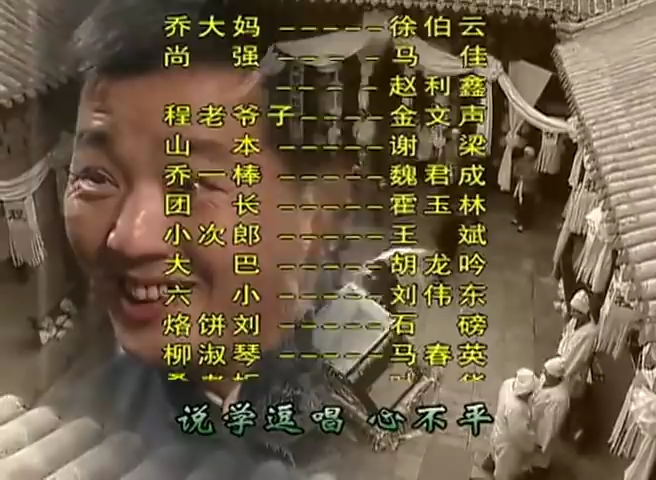 乔大妈-----徐伯云
尚 强-----马 佳
-----赵利鑫
程老爷子----金文声
山 本-----谢 梁
乔一棒-----魏君成
团 长-----霍玉林
小次郎-----王 斌
大 巴-----胡龙吟
六 小-----刘伟东
烙饼刘-----石 磅
柳淑琴-----马春英
说学逗唱 心不平